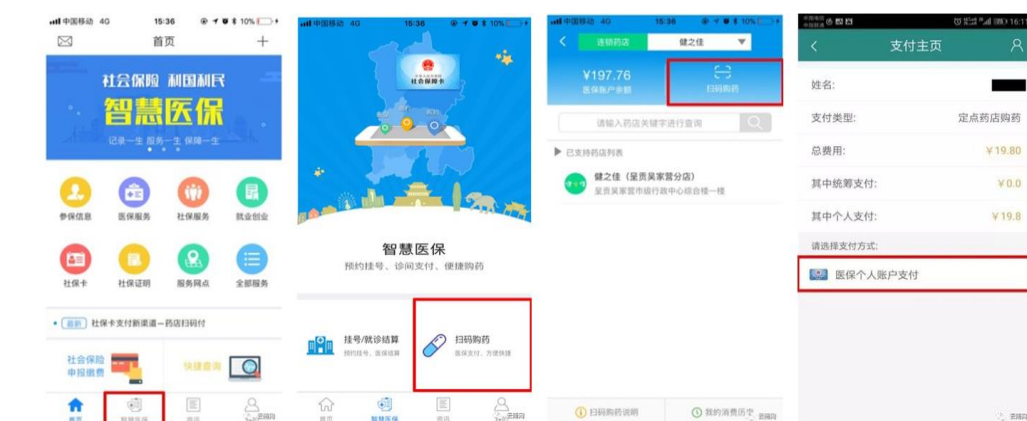 中国移动 4G 15:36 10%
首页
社会保险 利国利民
智慧医保
记录一生 服务一生 保障一生
参保信息 医保服务 社保服务 就业创业
社保卡 社保证明 服务网点 全部服务
最新 社保卡支付新渠道—药店扫码付
社会保险
申报缴费
快捷查询
首页 智慧医保 资讯
中国移动 4G 15:36 10%
社会保障卡
智慧医保
预约挂号、诊间支付、便捷购药
挂号/就诊结算
预约挂号、医保结算
扫码购药
医保支付、方便快捷
首页 智慧医保 资讯
中国移动 4G 15:36 10%
连锁药店 健之佳
¥197.76
医保账户余额
扫码购药
请输入药店关键字进行查询
已支持药店列表
健之佳（呈贡吴家营分店）
呈贡吴家营市级行政中心综合楼一楼
扫码购药说明 我的消费历史
16:11
支付主页
姓名:
支付类型: 定点药店购药
总费用: ￥19.80
其中统筹支付: ￥0.0
其中个人支付: ￥19.8
请选择支付方式:
医保个人账户支付